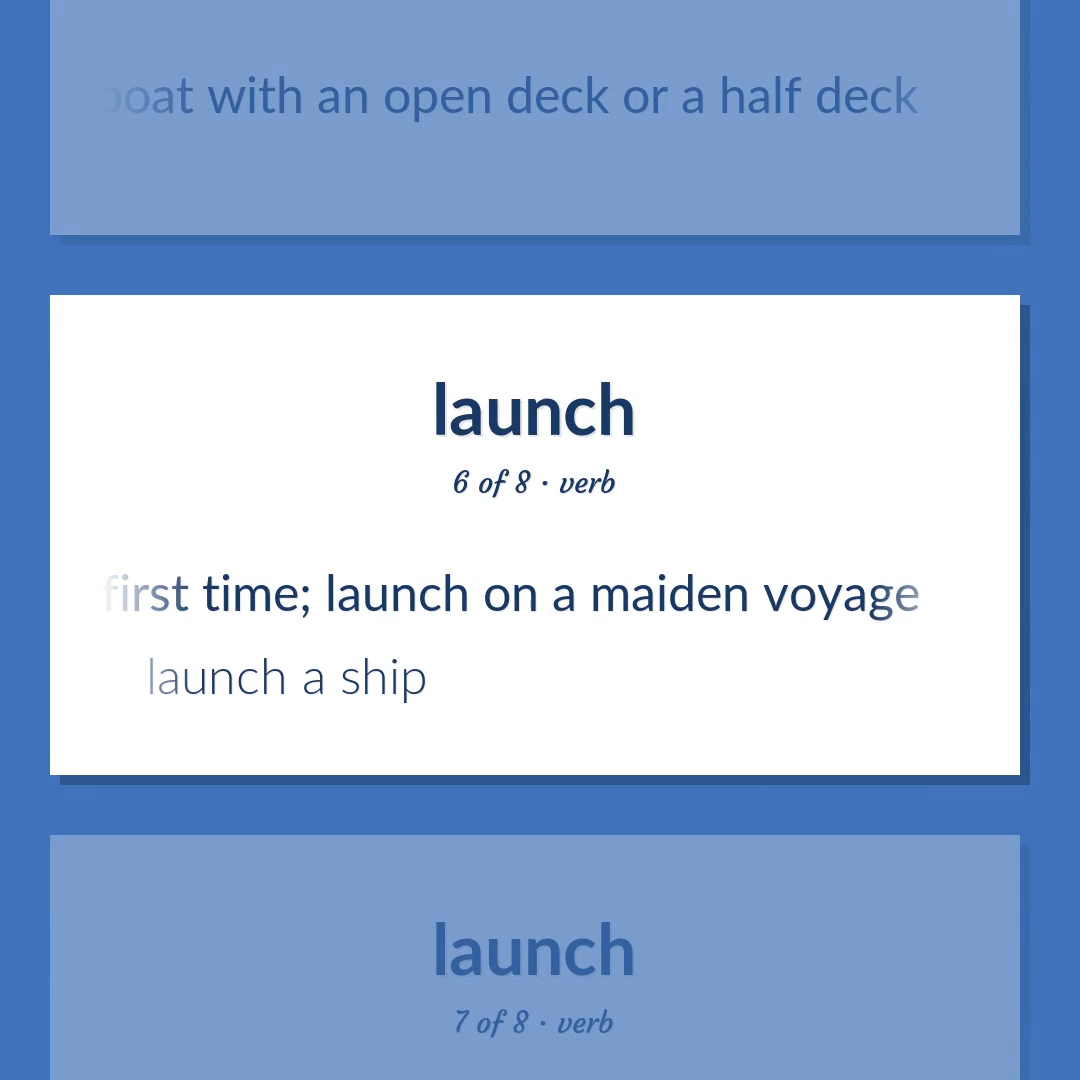 boat with an open deck or a half deck
launch
6 of 8 · verb
first time; launch on a maiden voyage
launch a ship
launch
7 of 8 · verb